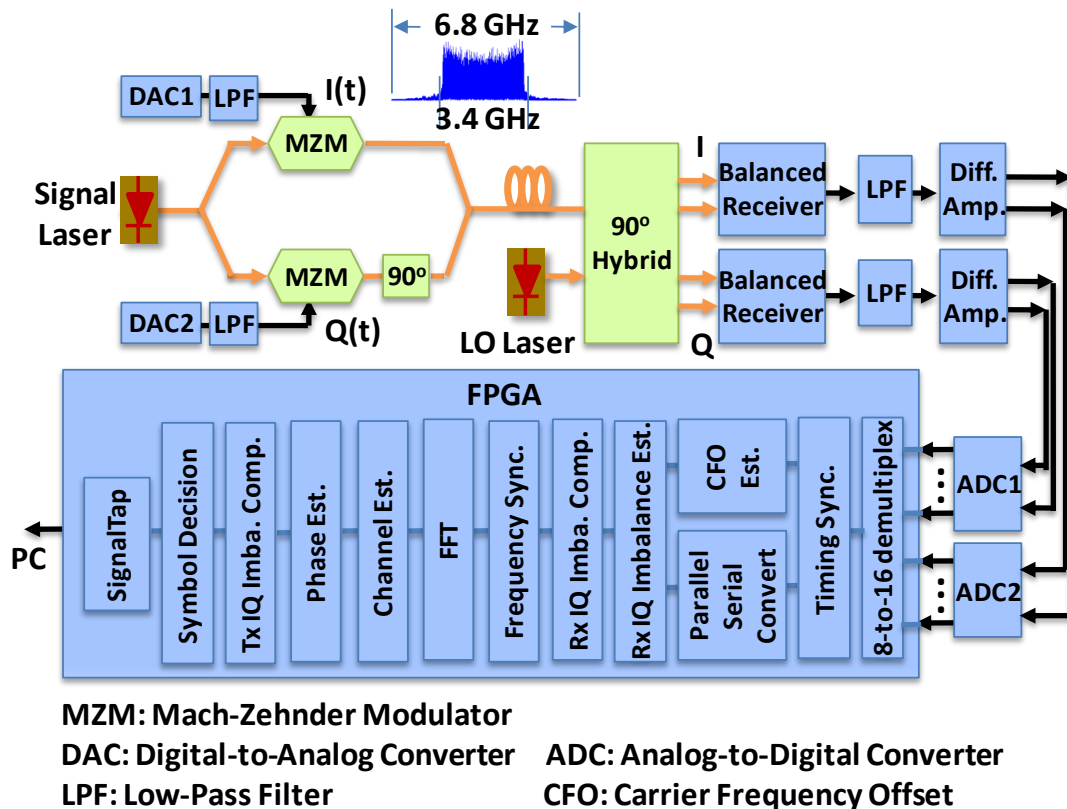 6.8 GHz
3.4 GHz
DAC1
LPF
I(t)
MZM
Signal
Laser
MZM
90º
DAC2
LPF
Q(t)
LO Laser
90º
Hybrid
I
Q
Balanced
Receiver
LPF
Diff.
Amp.
Balanced
Receiver
LPF
Diff.
Amp.
FPGA
PC
SignalTap
Symbol Decision
Tx IQ Imba. Comp.
Phase Est.
Channel Est.
FFT
Frequency Sync.
Rx IQ Imba. Comp.
Rx IQ Imbalance Est.
CFO
Est.
Parallel
Serial
Convert
Timing Sync.
8-to-16 demultiplex
ADC1
ADC2
MZM: Mach-Zehnder Modulator
DAC: Digital-to-Analog Converter ADC: Analog-to-Digital Converter
LPF: Low-Pass Filter CFO: Carrier Frequency Offset